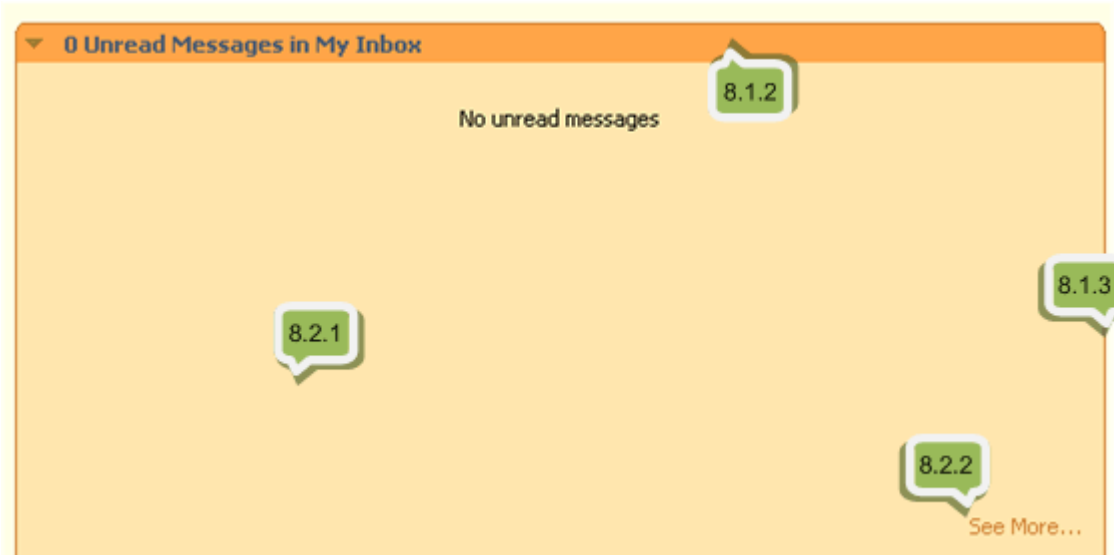 0 Unread Messages in My Inbox
8.1.2
No unread messages
8.1.3
8.2.1
8.2.2
See More...